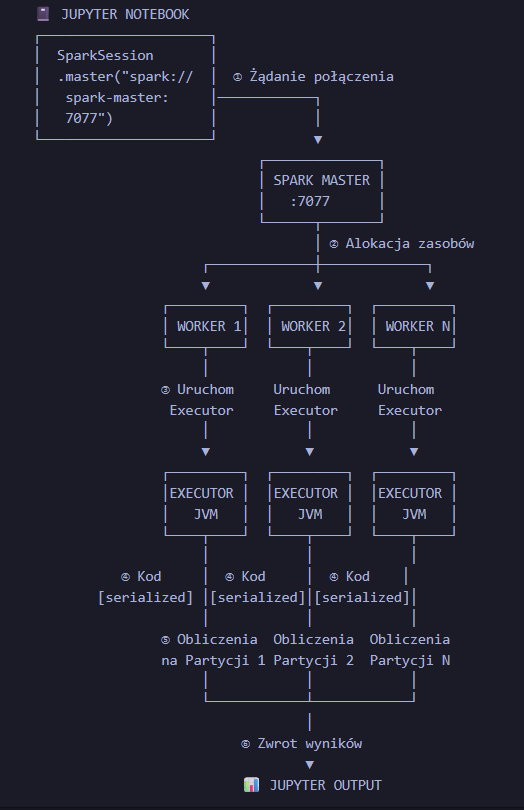 JUPYTER NOTEBOOK
SparkSession
.master("spark:// ① Żądanie połączenia
spark-master:
7077")
SPARK MASTER
:7077
② Alokacja zasobów
WORKER 1 WORKER 2 WORKER N
③ Uruchom Uruchom Uruchom
Executor Executor Executor
EXECUTOR EXECUTOR EXECUTOR
JVM JVM JVM
④ Kod ④ Kod ④ Kod
[serialized] [serialized] [serialized]
⑤ Obliczenia Obliczenia Obliczenia
na Partycji 1 Partycji 2 Partycji N
⑥ Zwrot wyników
JUPYTER OUTPUT